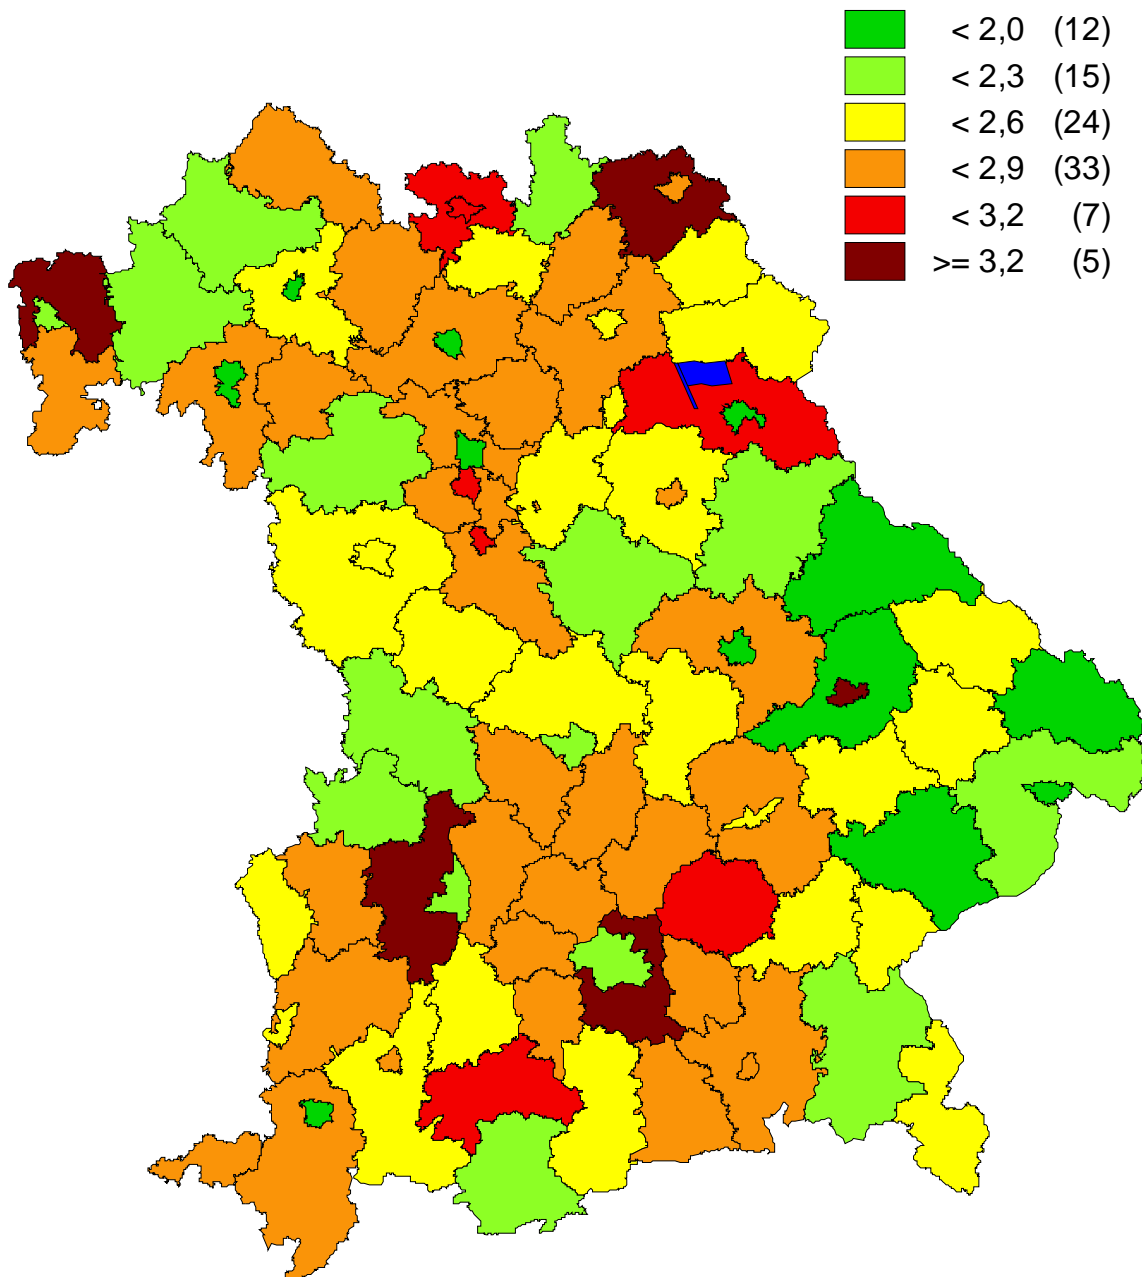 < 2,0 (12)
< 2,3 (15)
< 2,6 (24)
< 2,9 (33)
< 3,2 (7)
>= 3,2 (5)